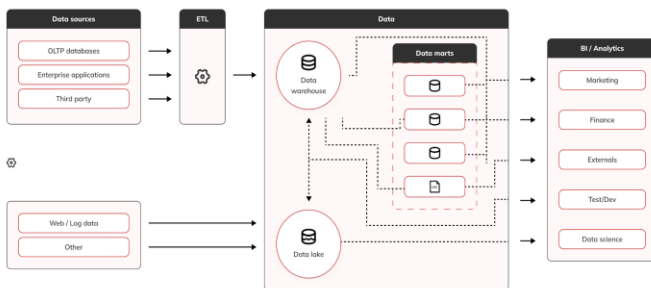 Data sources
OLTP databases
Enterprise applications
Third party
ETL
Data
Data
warehouse
Data marts
BI / Analytics
Marketing
Finance
Externals
Test/Dev
Data science
Web / Log data
Other
Data lake